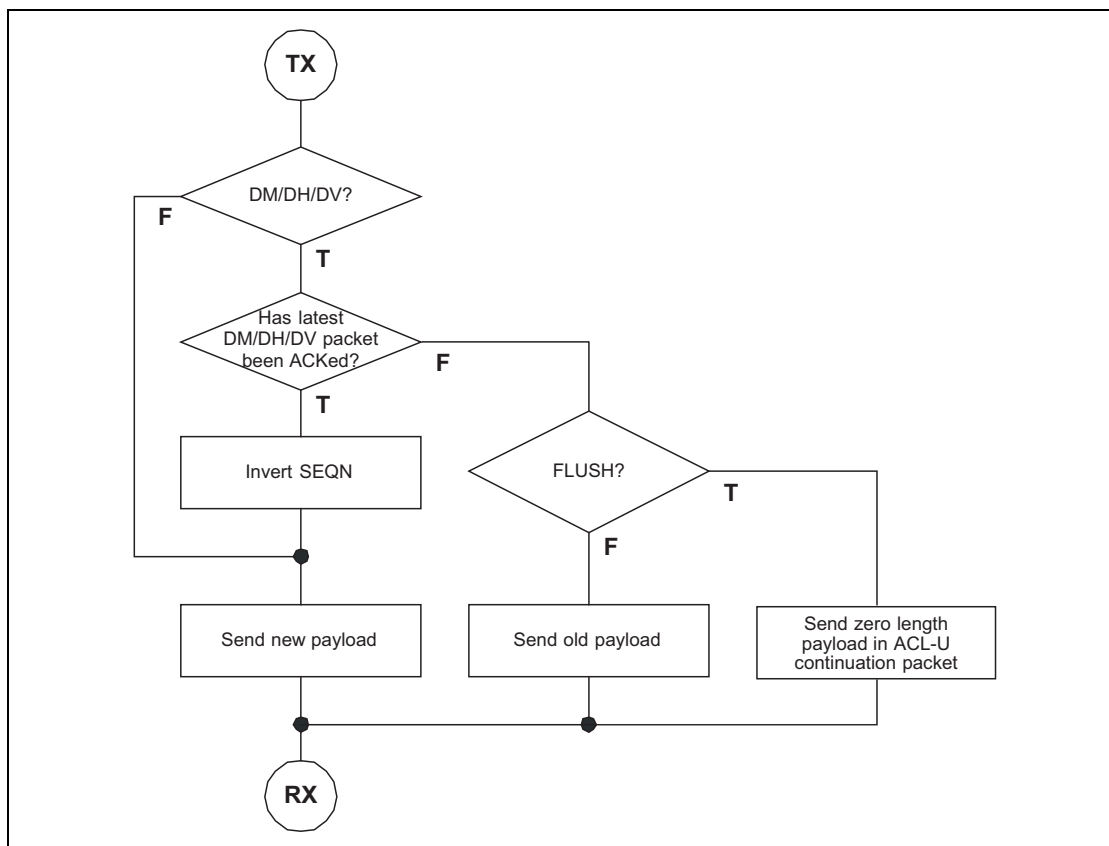 TX
DM/DH/DV?
F
T
Has latest
DM/DH/DV packet
been ACKed?
F
T
Invert SEQN
FLUSH?
T
F
Send new payload
Send old payload
Send zero length
payload in ACL-U
continuation packet
RX